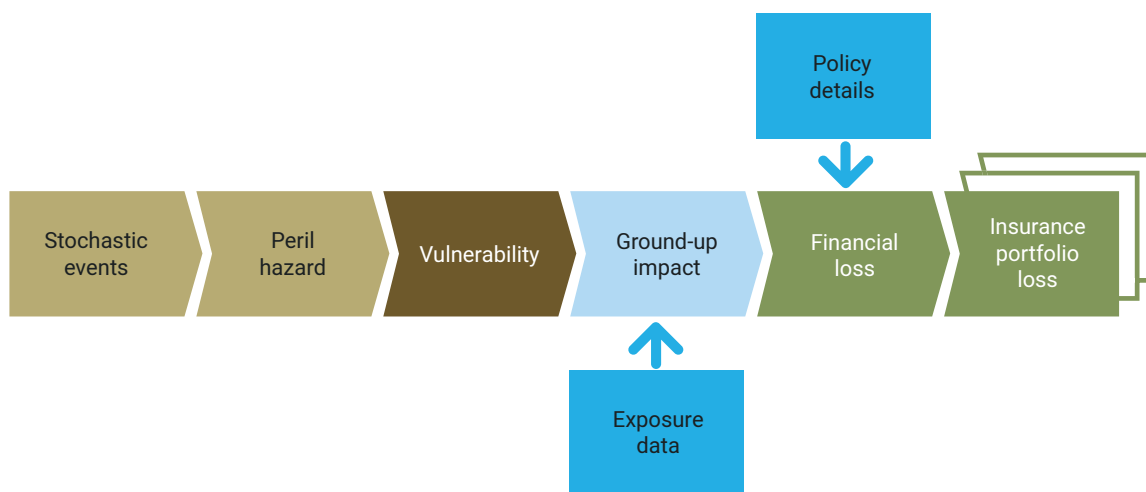 Policy
details
Stochastic
events
Peril
hazard
Vulnerability
Ground-up
impact
Financial
loss
Insurance
portfolio
loss
Exposure
data